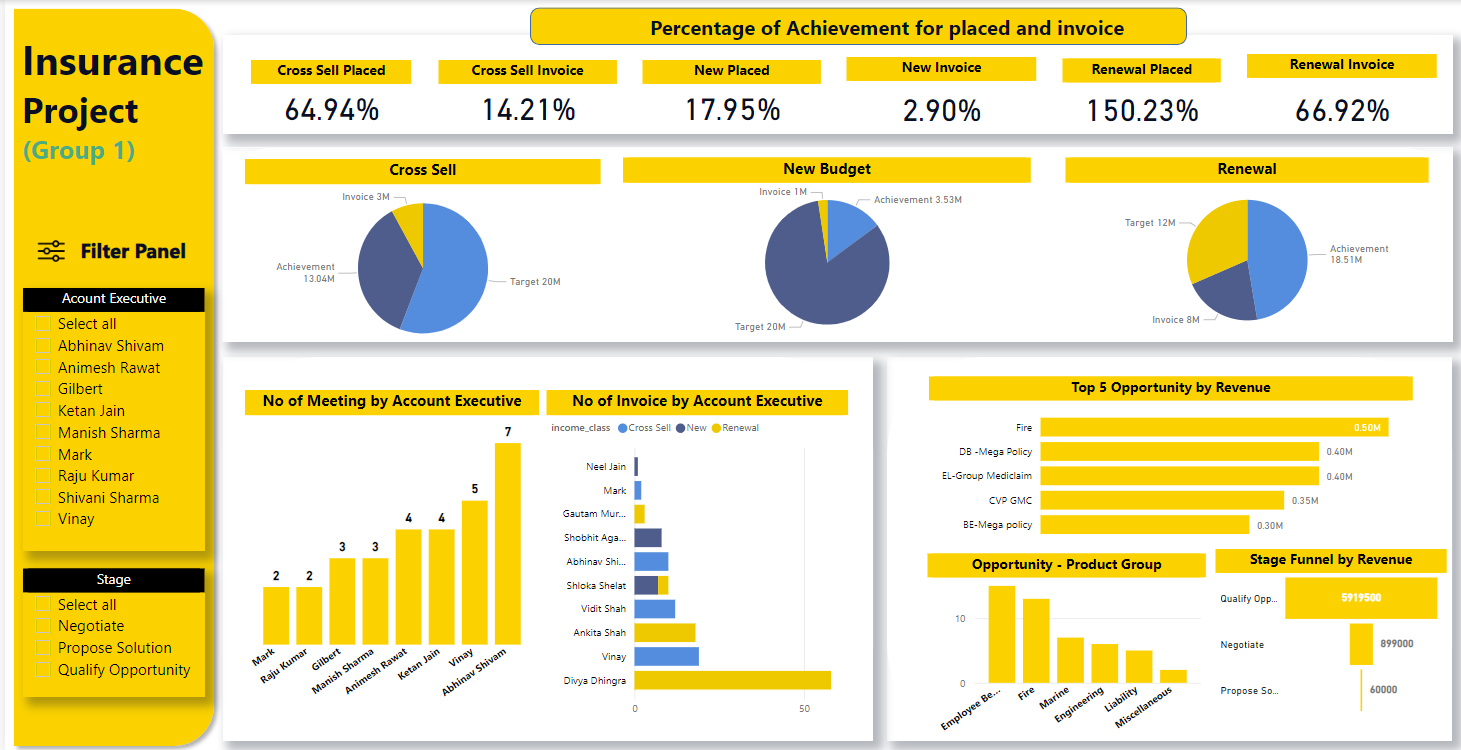 Insurance
Project
(Group 1)
Filter Panel
Acount Executive
Select all
Abhinav Shivam
Animesh Rawat
Gilbert
Ketan Jain
Manish Sharma
Mark
Raju Kumar
Shivani Sharma
Vinay
Stage
Select all
Negotiate
Propose Solution
Qualify Opportunity
Percentage of Achievement for placed and invoice
Cross Sell Placed
64.94%
Cross Sell Invoice
14.21%
New Placed
17.95%
New Invoice
2.90%
Renewal Placed
150.23%
Renewal Invoice
66.92%
Cross Sell
Invoice 3M
Achievement
13.04M
Target 20M
New Budget
Invoice 1M
Achievement 3.53M
Target 20M
Renewal
Target 12M
Achievement
18.51M
Invoice 8M
No of Meeting by Account Executive
2
2
3
3
4
4
5
7
Mark
Raju Kumar
Gilbert
Manish Sharma
Animesh Rawat
Ketan Jain
Vinay
Abhinav Shivam
No of Invoice by Account Executive
income_class Cross Sell New Renewal
Neel Jain
Mark
Gautam Mur...
Shobhit Aga...
Abhinav Shi...
Shloka Shelat
Vidit Shah
Ankita Shah
Vinay
Divya Dhingra
0 50
Top 5 Opportunity by Revenue
Fire 0.50M
DB -Mega Policy 0.40M
EL-Group Mediclaim 0.40M
CVP GMC 0.35M
BE-Mega policy 0.30M
Opportunity - Product Group
10
0
Employee Be...
Fire
Marine
Engineering
Liability
Miscellaneous
Stage Funnel by Revenue
Qualify Opp... 5919500
Negotiate 899000
Propose So... 60000